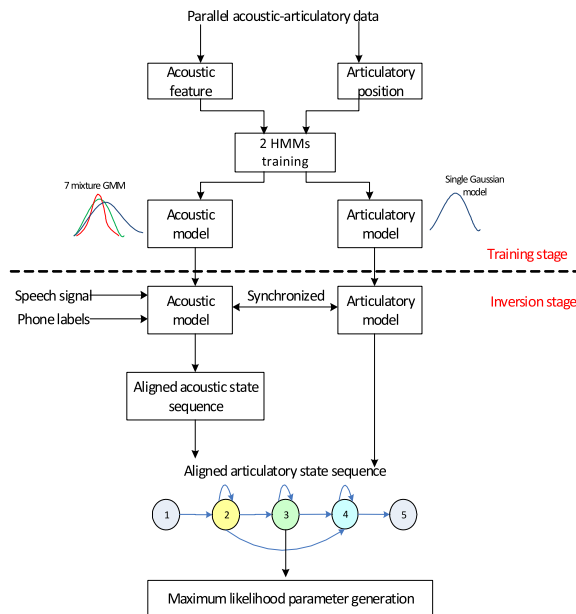 Parallel acoustic-articulatory data
Acoustic
feature
Articulatory
position
2 HMMs
training
7 mixture GMM
Single Gaussian
model
Acoustic
model
Articulatory
model
Training stage
Speech signal
Phone labels
Acoustic
model
Synchronized
Articulatory
model
Inversion stage
Aligned acoustic state
sequence
Aligned articulatory state sequence
1 2 3 4 5
Maximum likelihood parameter generation